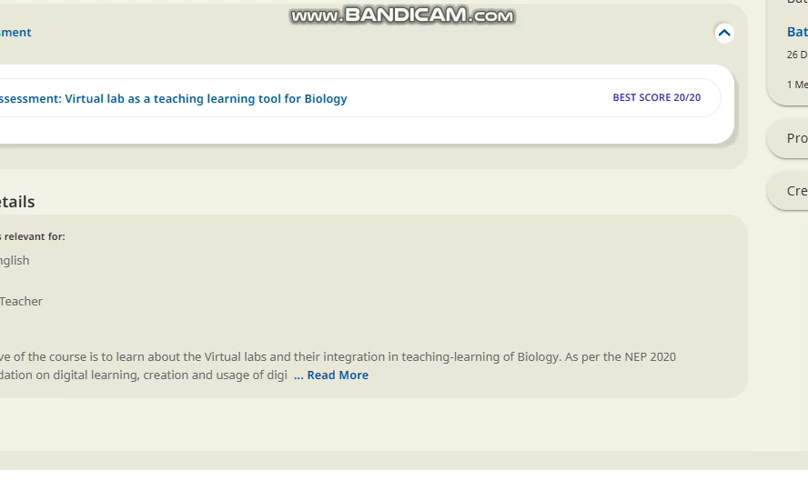 www.BANDICAM.com
sment
Bat
26 D
ssessment: Virtual lab as a teaching learning tool for Biology
BEST SCORE 20/20
1 Me
Pro
Cre
etails
s relevant for:
nglish
Teacher
ve of the course is to learn about the Virtual labs and their integration in teaching-learning of Biology. As per the NEP 2020
dation on digital learning, creation and usage of digi ... Read More